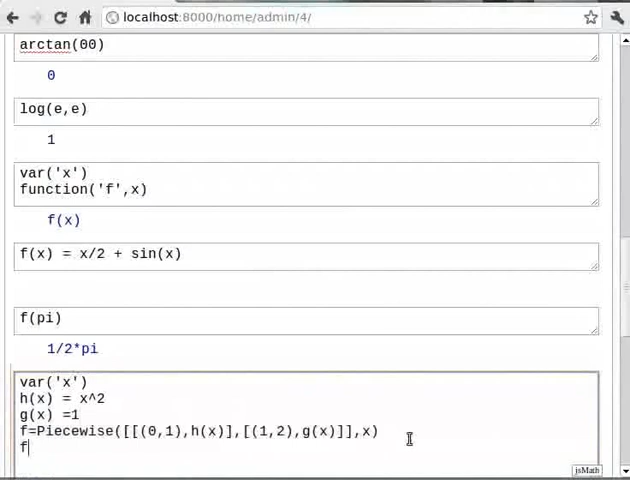 localhost:8000/home/admin/4/
arctan(00)
0
log(e,e)
1
var('x')
function('f',x)
f(x)
f(x) = x/2 + sin(x)
f(pi)
1/2*pi
var('x')
h(x) = x^2
g(x) =1
f=Piecewise([[(0,1),h(x)],[(1,2),g(x)]],x)
f
jsMath